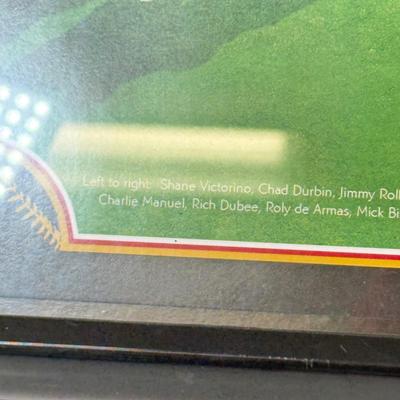 Left to right: Shane Victorino, Chad Durbin, Jimmy Roll
Charlie Manuel, Rich Dubee, Roly de Armas, Mick Bi